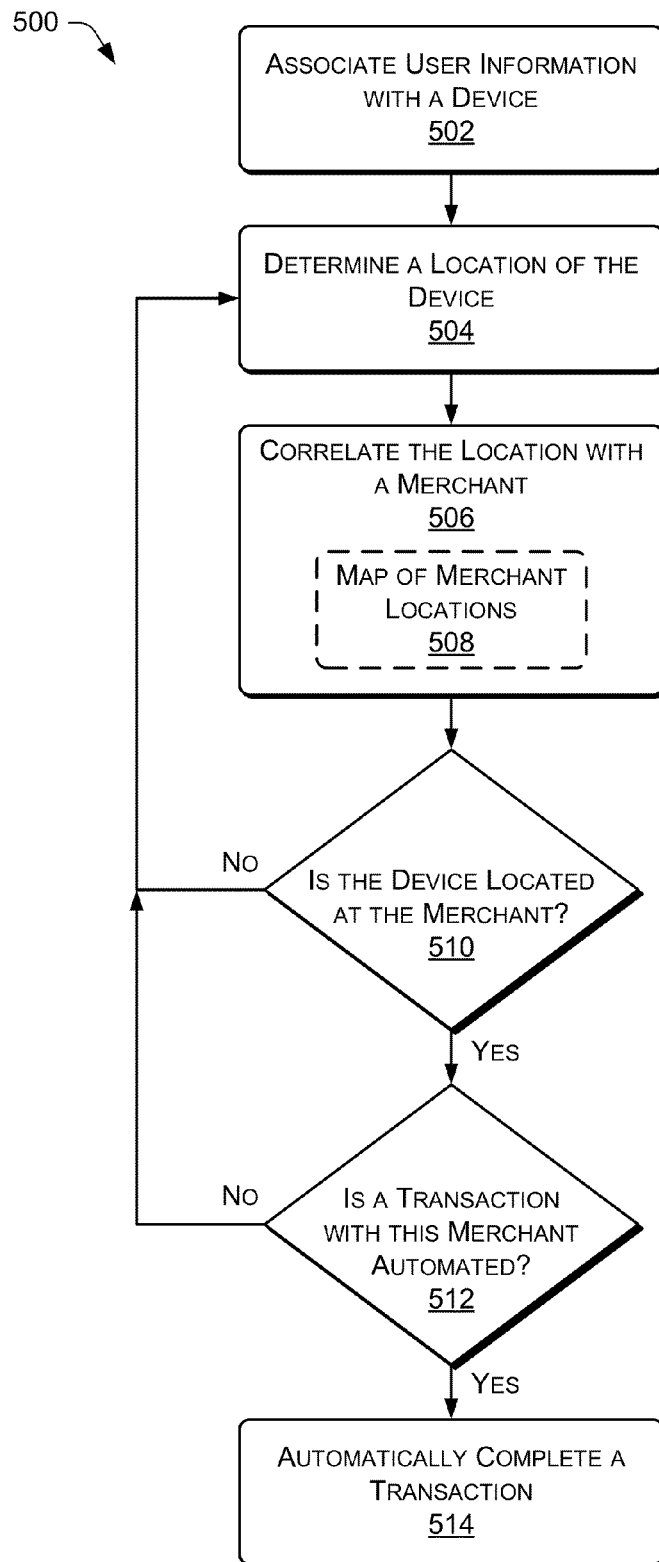 500
ASSOCIATE USER INFORMATION
WITH A DEVICE
502
DETERMINE A LOCATION OF THE
DEVICE
504
CORRELATE THE LOCATION WITH
A MERCHANT
506
MAP OF MERCHANT
LOCATIONS
508
NO
IS THE DEVICE LOCATED
AT THE MERCHANT?
510
YES
NO
IS A TRANSACTION
WITH THIS MERCHANT
AUTOMATED?
512
YES
AUTOMATICALLY COMPLETE A
TRANSACTION
514